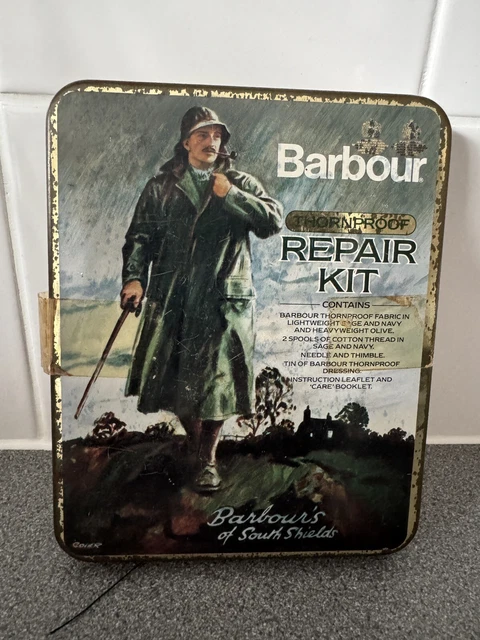 Barbour
THORNPROOF
REPAIR
KIT
CONTAINS
BARBOUR THORNPROOF FABRIC IN
LIGHTWEIGHT SAGE AND NAVY
AND HEAVYWEIGHT OLIVE.
2 SPOOLS OF COTTON THREAD IN
SAGE AND NAVY.
NEEDLE AND THIMBLE.
TIN OF BARBOUR THORNPROOF
DRESSING.
INSTRUCTION LEAFLET AND
'CARE' BOOKLET.
Barbour's
of South Shields